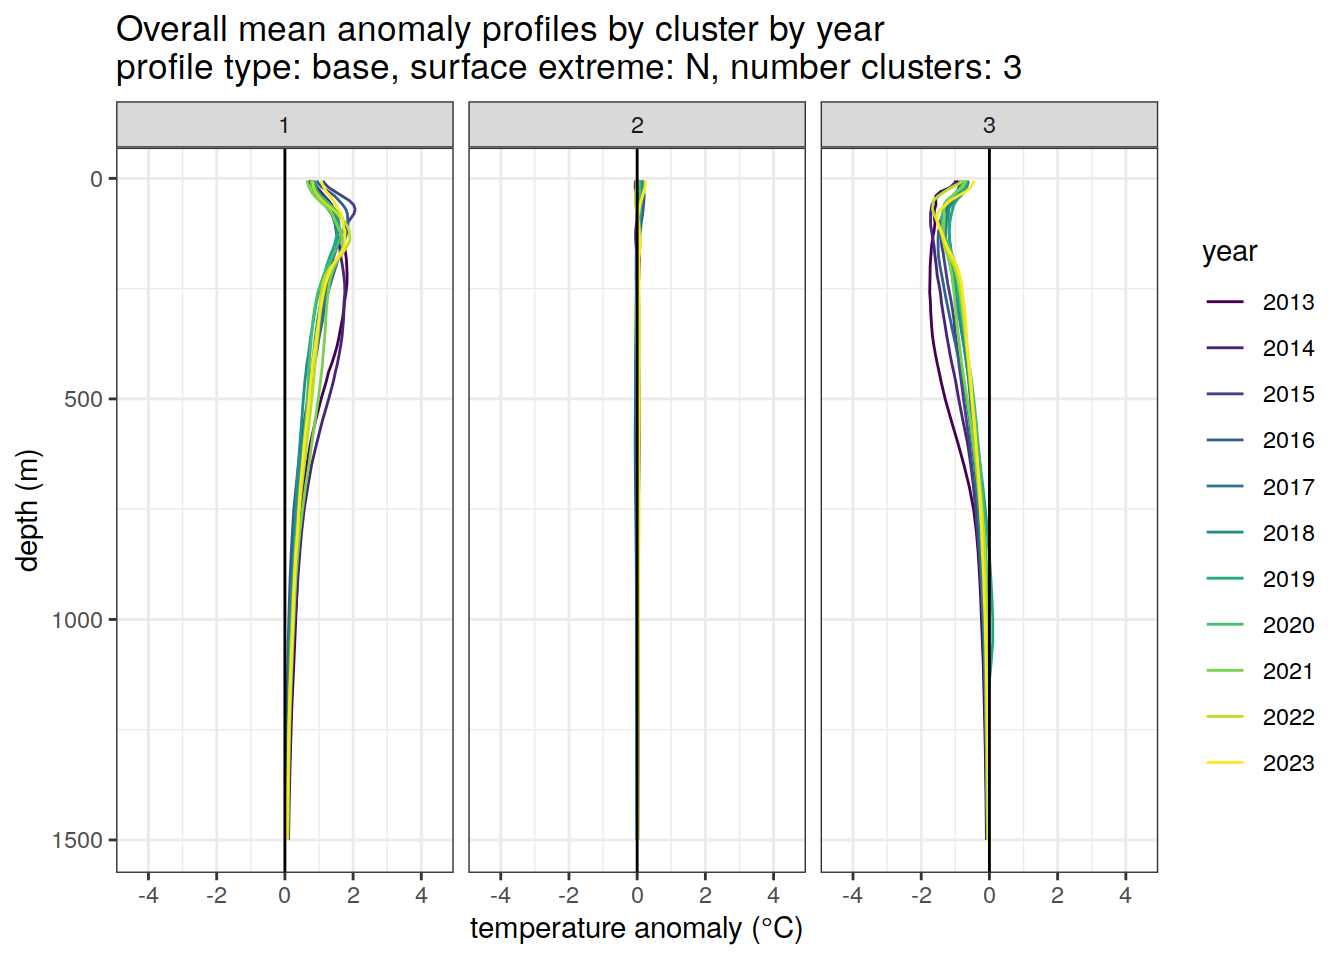 Overall mean anomaly profiles by cluster by year
profile type: base, surface extreme: N, number clusters: 3
1
2
3
0
500
1000
1500
depth (m)
-4 -2 0 2 4
-4 -2 0 2 4
-4 -2 0 2 4
temperature anomaly (°C)
year
2013
2014
2015
2016
2017
2018
2019
2020
2021
2022
2023